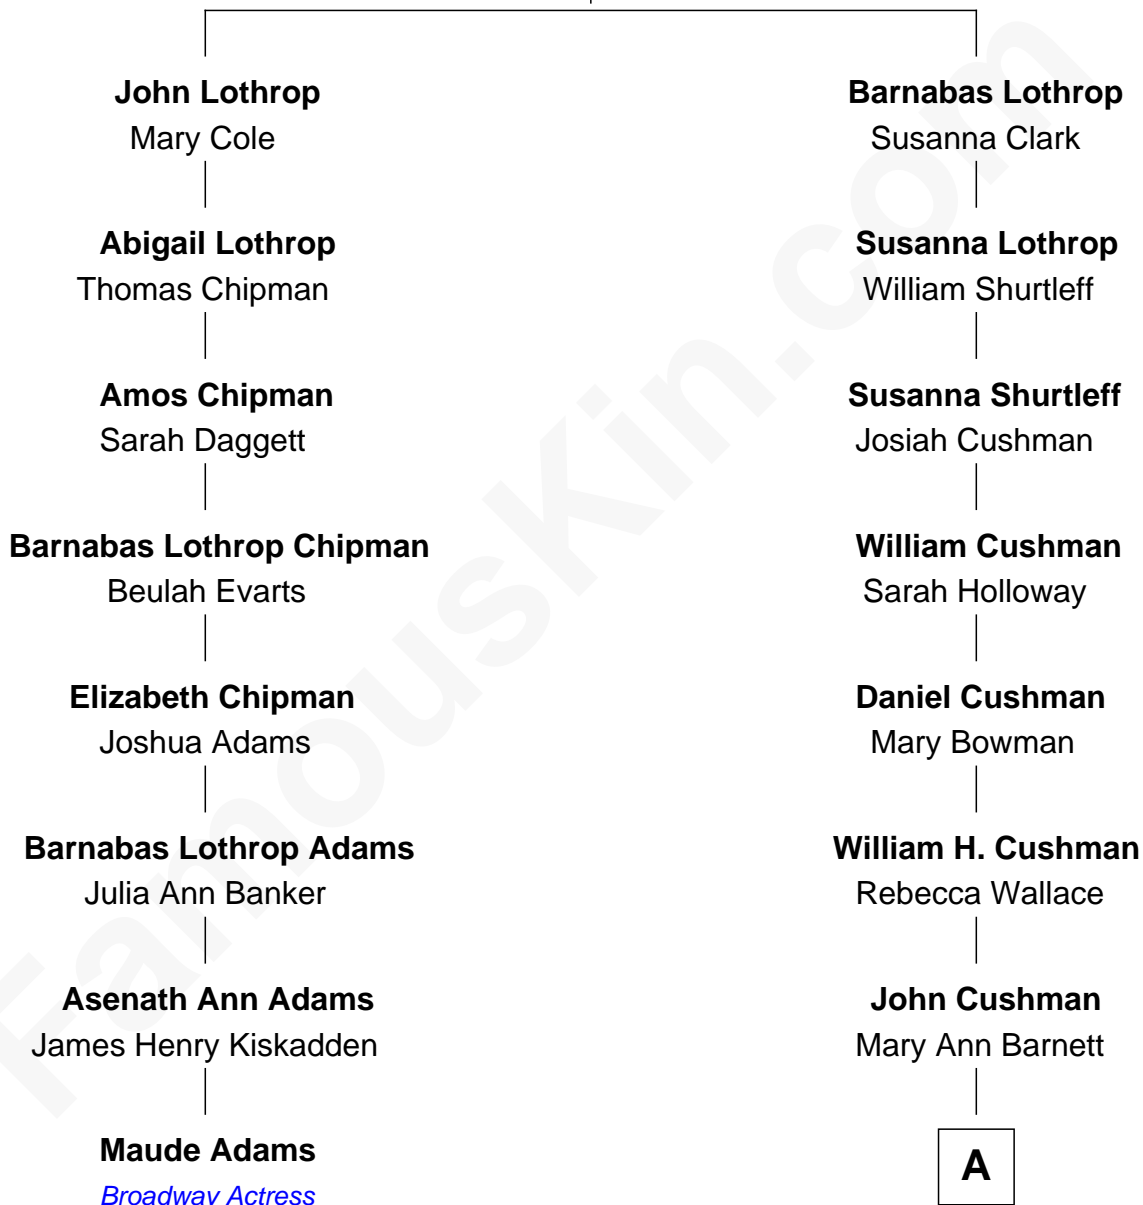 John Lothrop
Mary Cole
Abigail Lothrop
Thomas Chipman
Amos Chipman
Sarah Daggett
Barnabas Lothrop Chipman
Beulah Evarts
Elizabeth Chipman
Joshua Adams
Barnabas Lothrop Adams
Julia Ann Banker
Asenath Ann Adams
James Henry Kiskadden
Maude Adams
Broadway Actress
Barnabas Lothrop
Susanna Clark
Susanna Lothrop
William Shurtleff
Susanna Shurtleff
Josiah Cushman
William Cushman
Sarah Holloway
Daniel Cushman
Mary Bowman
William H. Cushman
Rebecca Wallace
John Cushman
Mary Ann Barnett
A
FamousKin.com